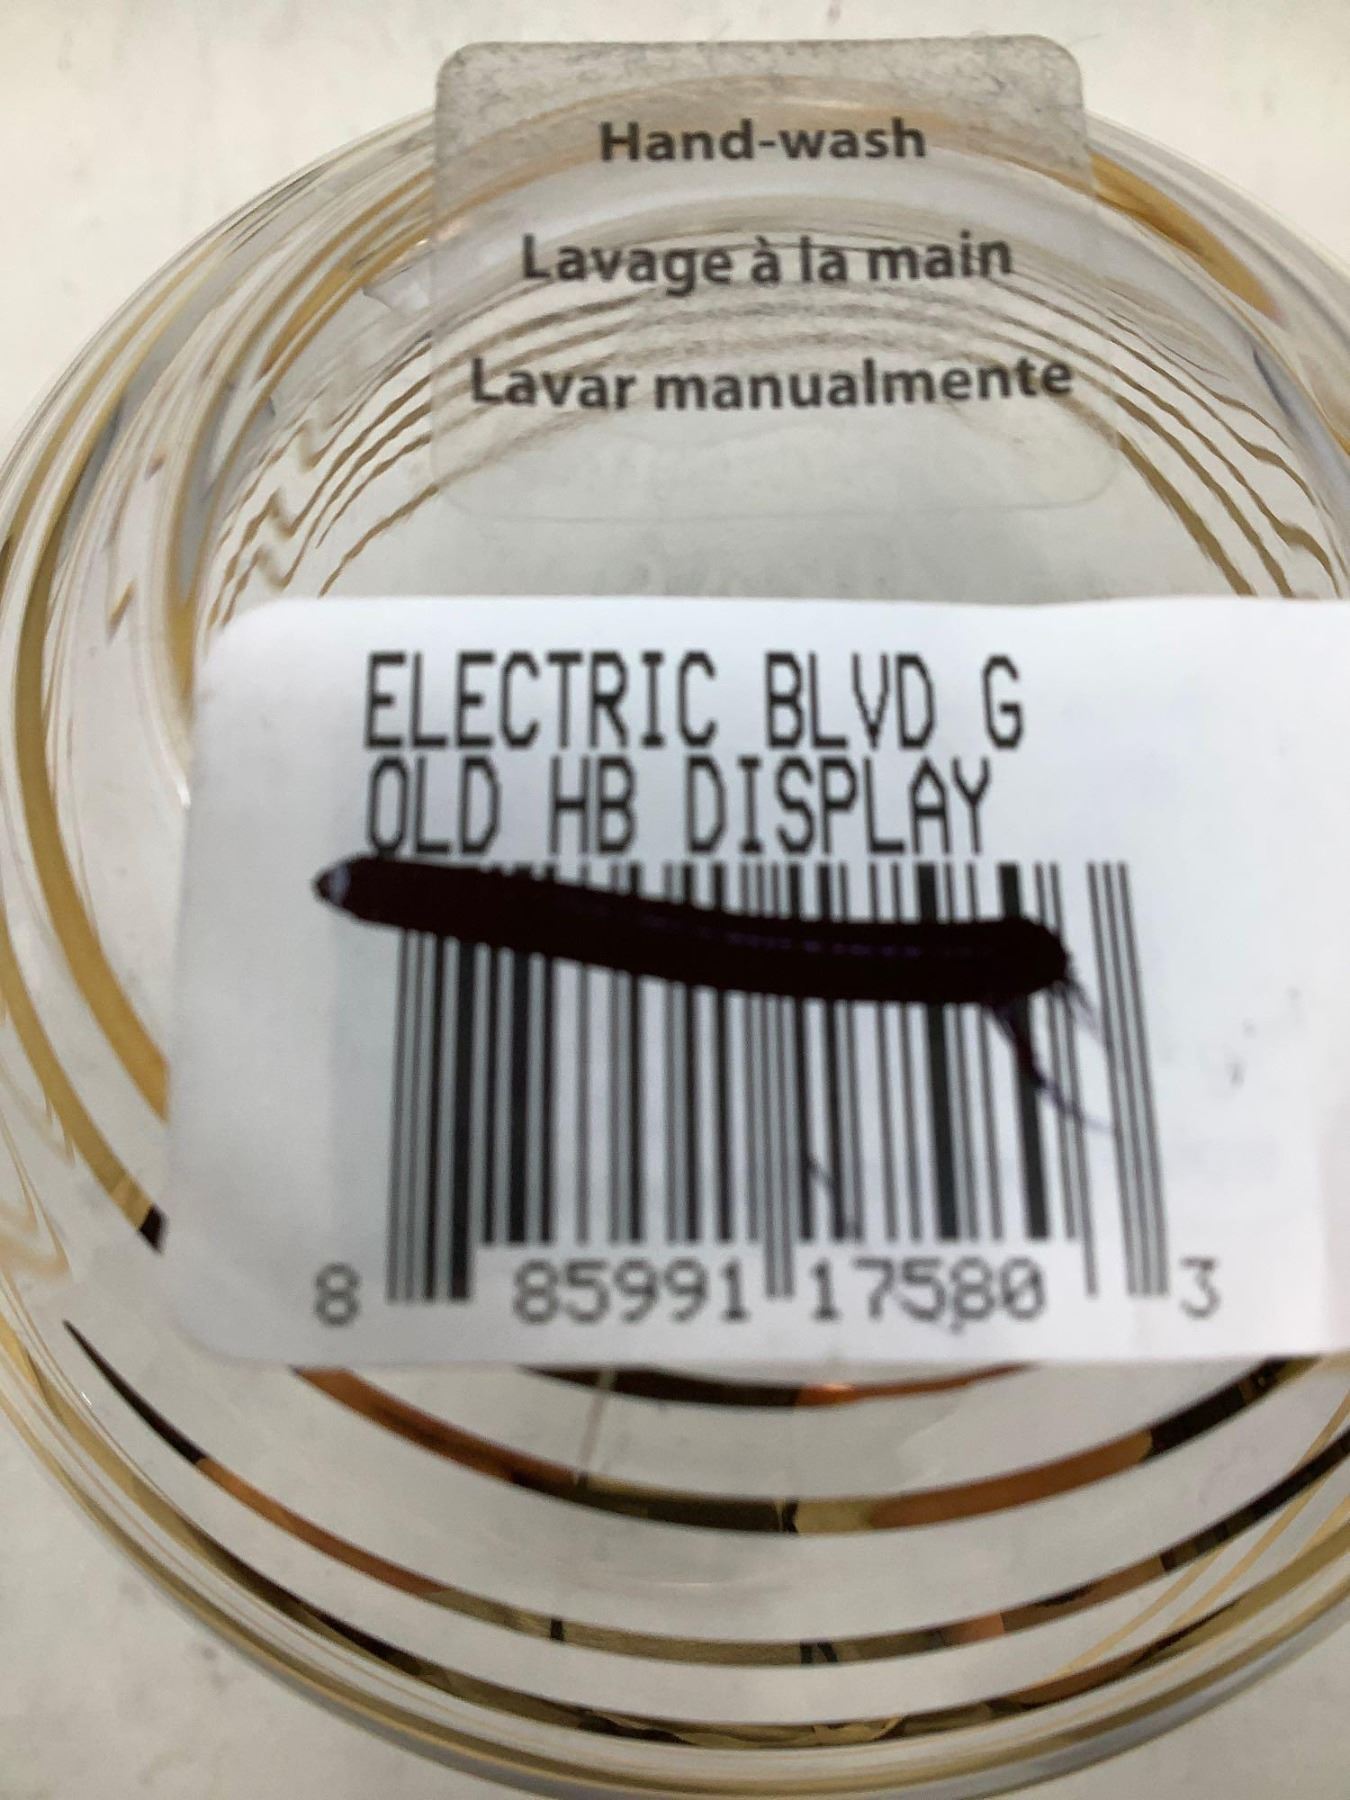 Hand-wash
Lavage à la main
Lavar manualmente
ELECTRIC BLVD G
OLD HB DISPLAY
8 85991 17580 3